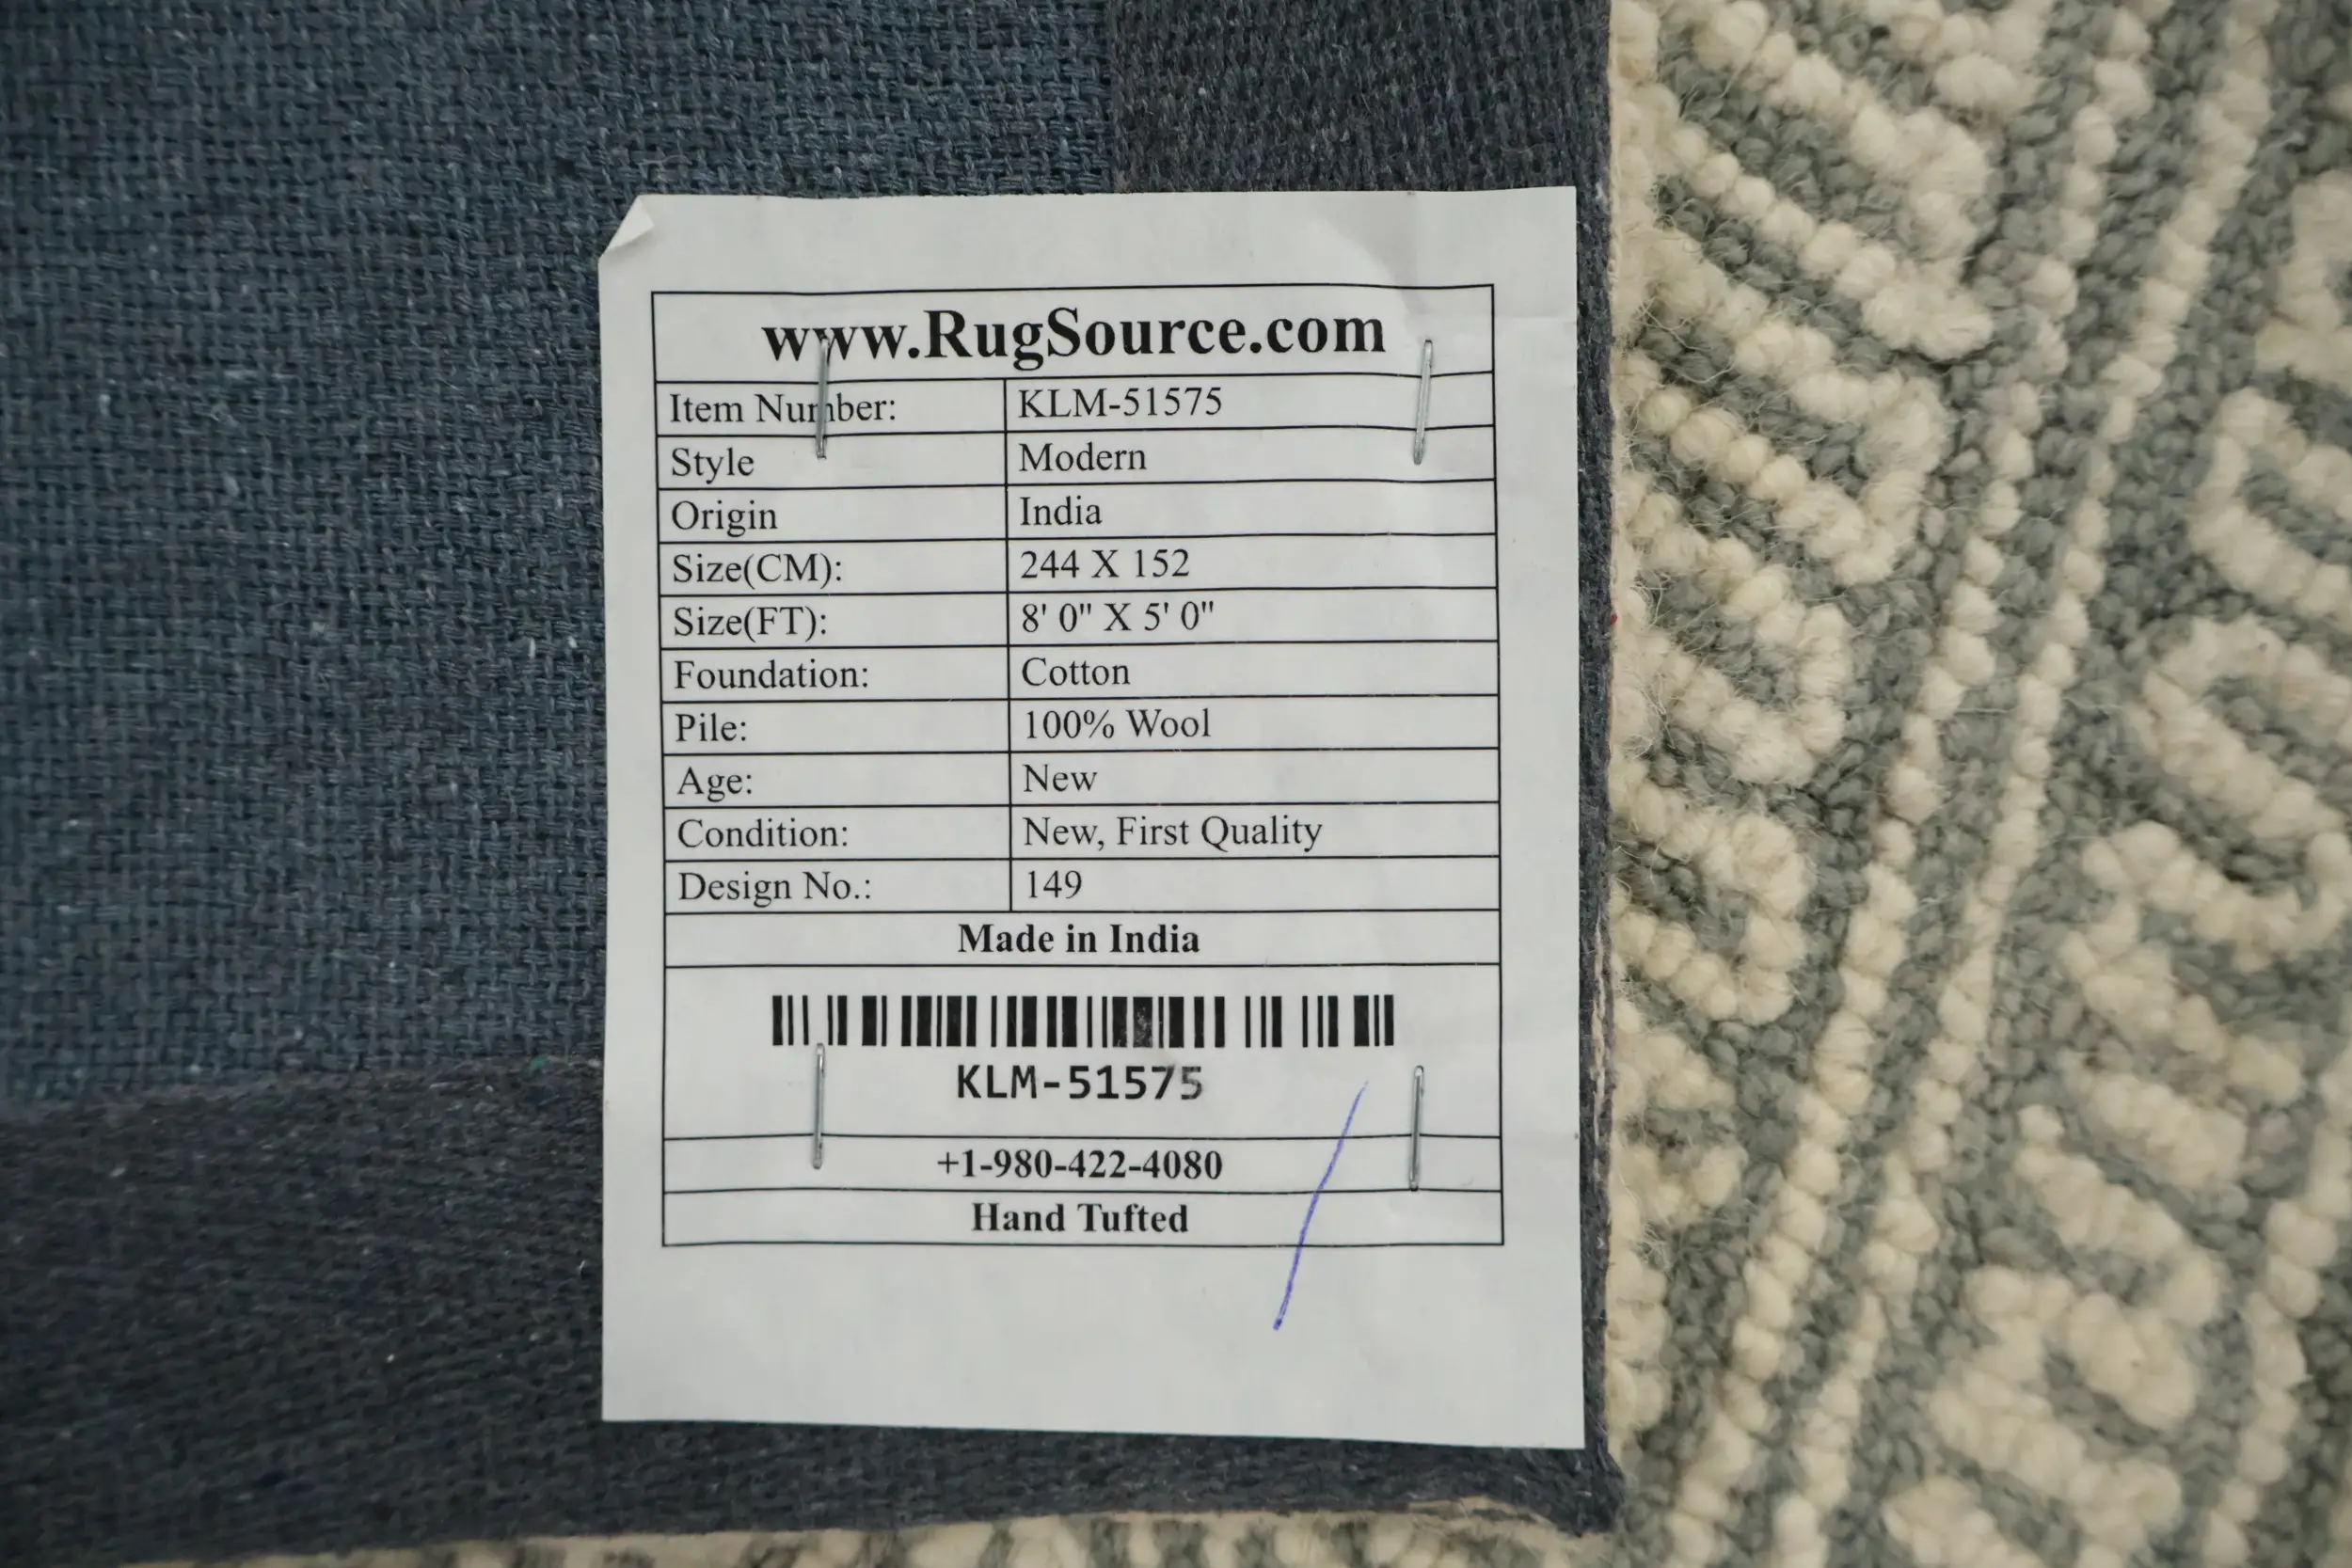 www.RugSource.com
Item Number: KLM-51575
Style Modern
Origin India
Size(CM): 244 X 152
Size(FT): 8' 0" X 5' 0"
Foundation: Cotton
Pile: 100% Wool
Age: New
Condition: New, First Quality
Design No.: 149
Made in India
KLM-51575
+1-980-422-4080
Hand Tufted